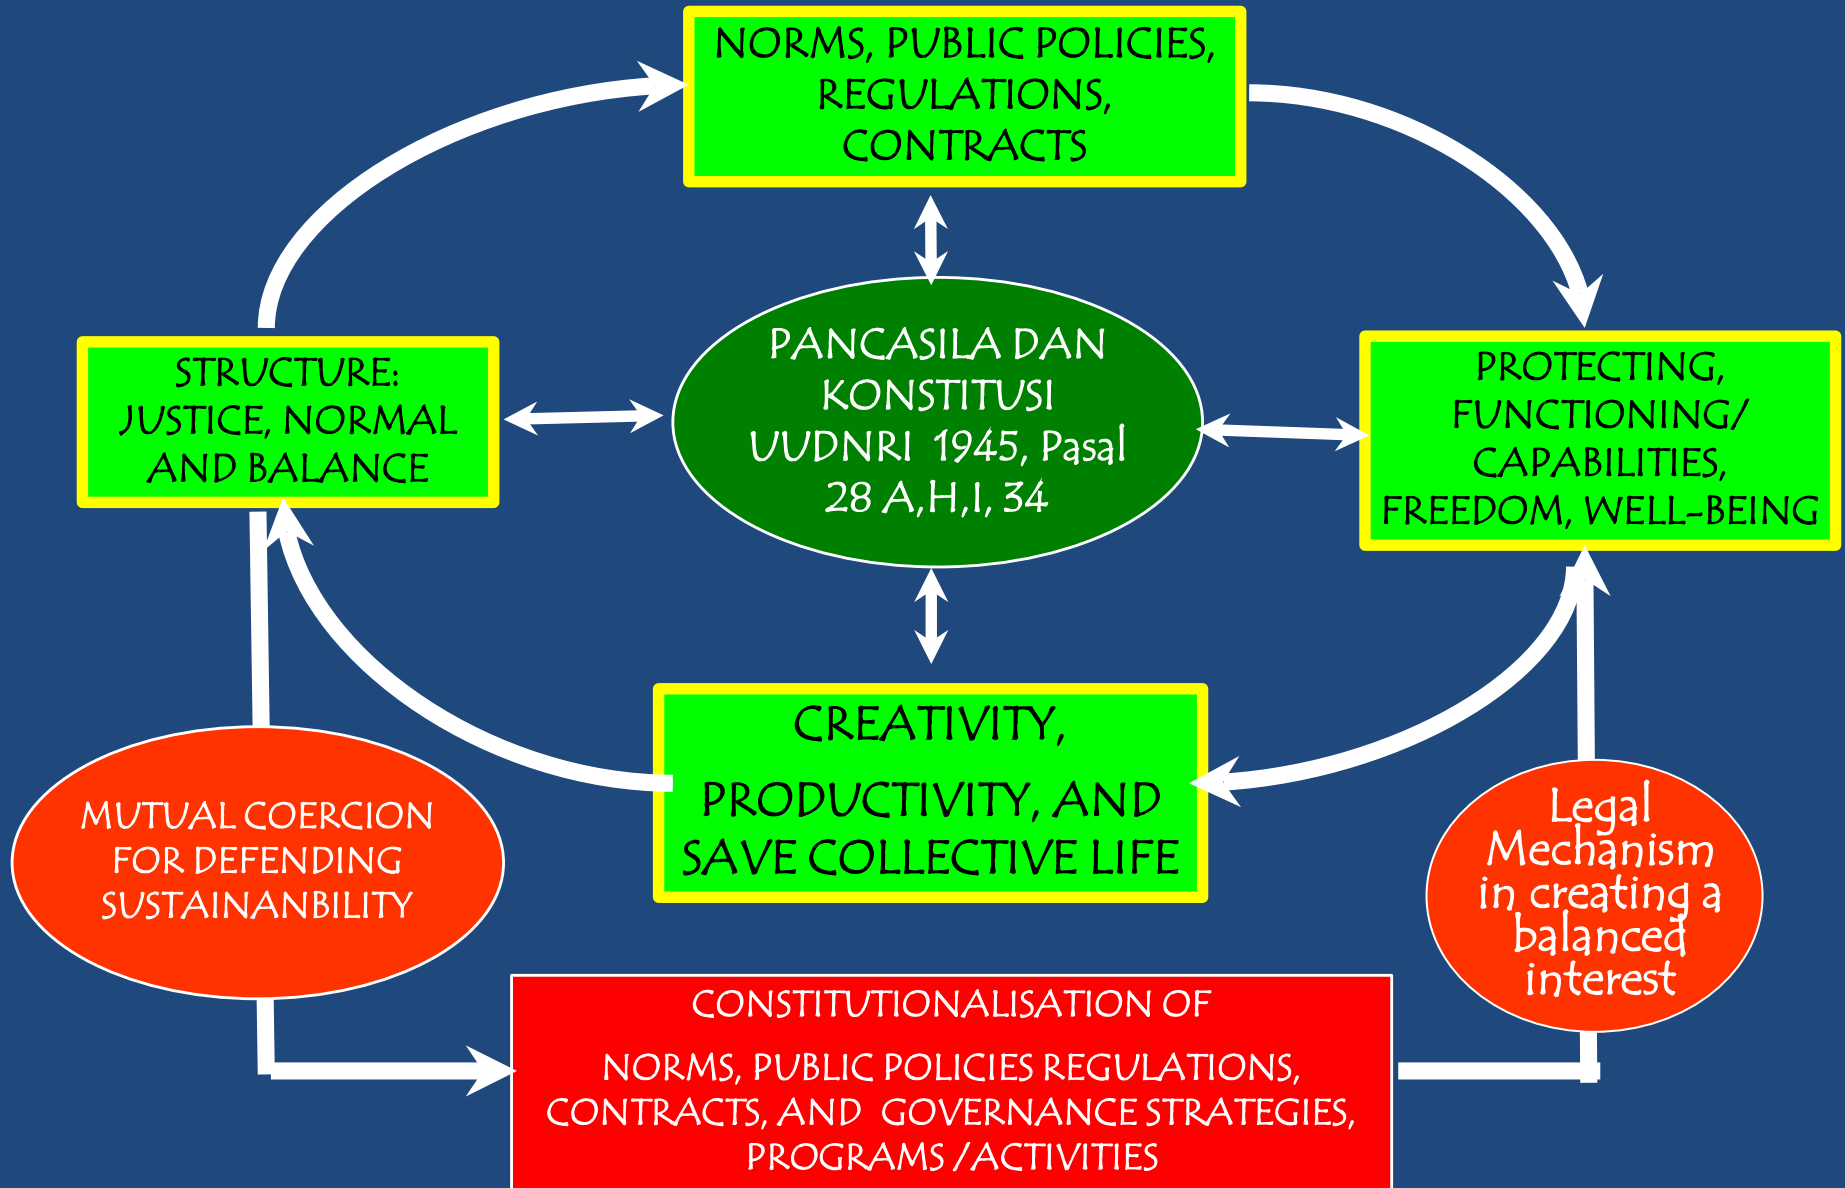 NORMS, PUBLIC POLICIES,
REGULATIONS,
CONTRACTS
STRUCTURE:
JUSTICE, NORMAL
AND BALANCE
PANCASILA DAN
KONSTITUSI
UUDNRI 1945, Pasal
28 A,H,I, 34
PROTECTING,
FUNCTIONING/
CAPABILITIES,
FREEDOM, WELL-BEING
CREATIVITY,
PRODUCTIVITY, AND
SAVE COLLECTIVE LIFE
MUTUAL COERCION
FOR DEFENDING
SUSTAINANBILITY
Legal
Mechanism
in creating a
balanced
interest
CONSTITUTIONALISATION OF
NORMS, PUBLIC POLICIES REGULATIONS,
CONTRACTS, AND GOVERNANCE STRATEGIES,
PROGRAMS /ACTIVITIES